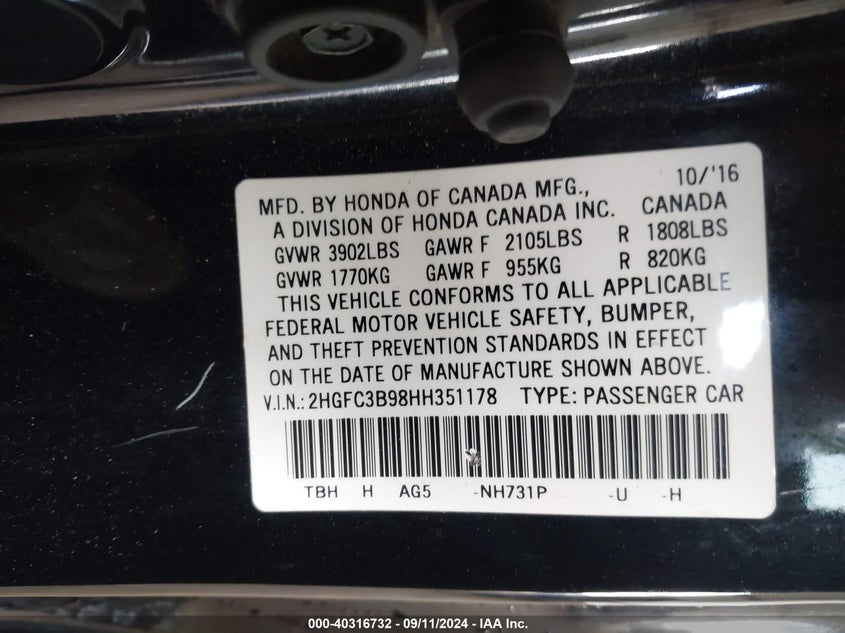 MFD. BY HONDA OF CANADA MFG., 10/'16
A DIVISION OF HONDA CANADA INC. CANADA
GVWR 3902LBS GAWR F 2105LBS R 1808LBS
GVWR 1770KG GAWR F 955KG R 820KG
THIS VEHICLE CONFORMS TO ALL APPLICABLE
FEDERAL MOTOR VEHICLE SAFETY, BUMPER,
AND THEFT PREVENTION STANDARDS IN EFFECT
ON THE DATE OF MANUFACTURE SHOWN ABOVE.
V.I.N.: 2HGFC3B98HH351178 TYPE: PASSENGER CAR
TBH H AG5 -NH731P -U -H
000-40316732 - 09/11/2024 - IAA Inc.